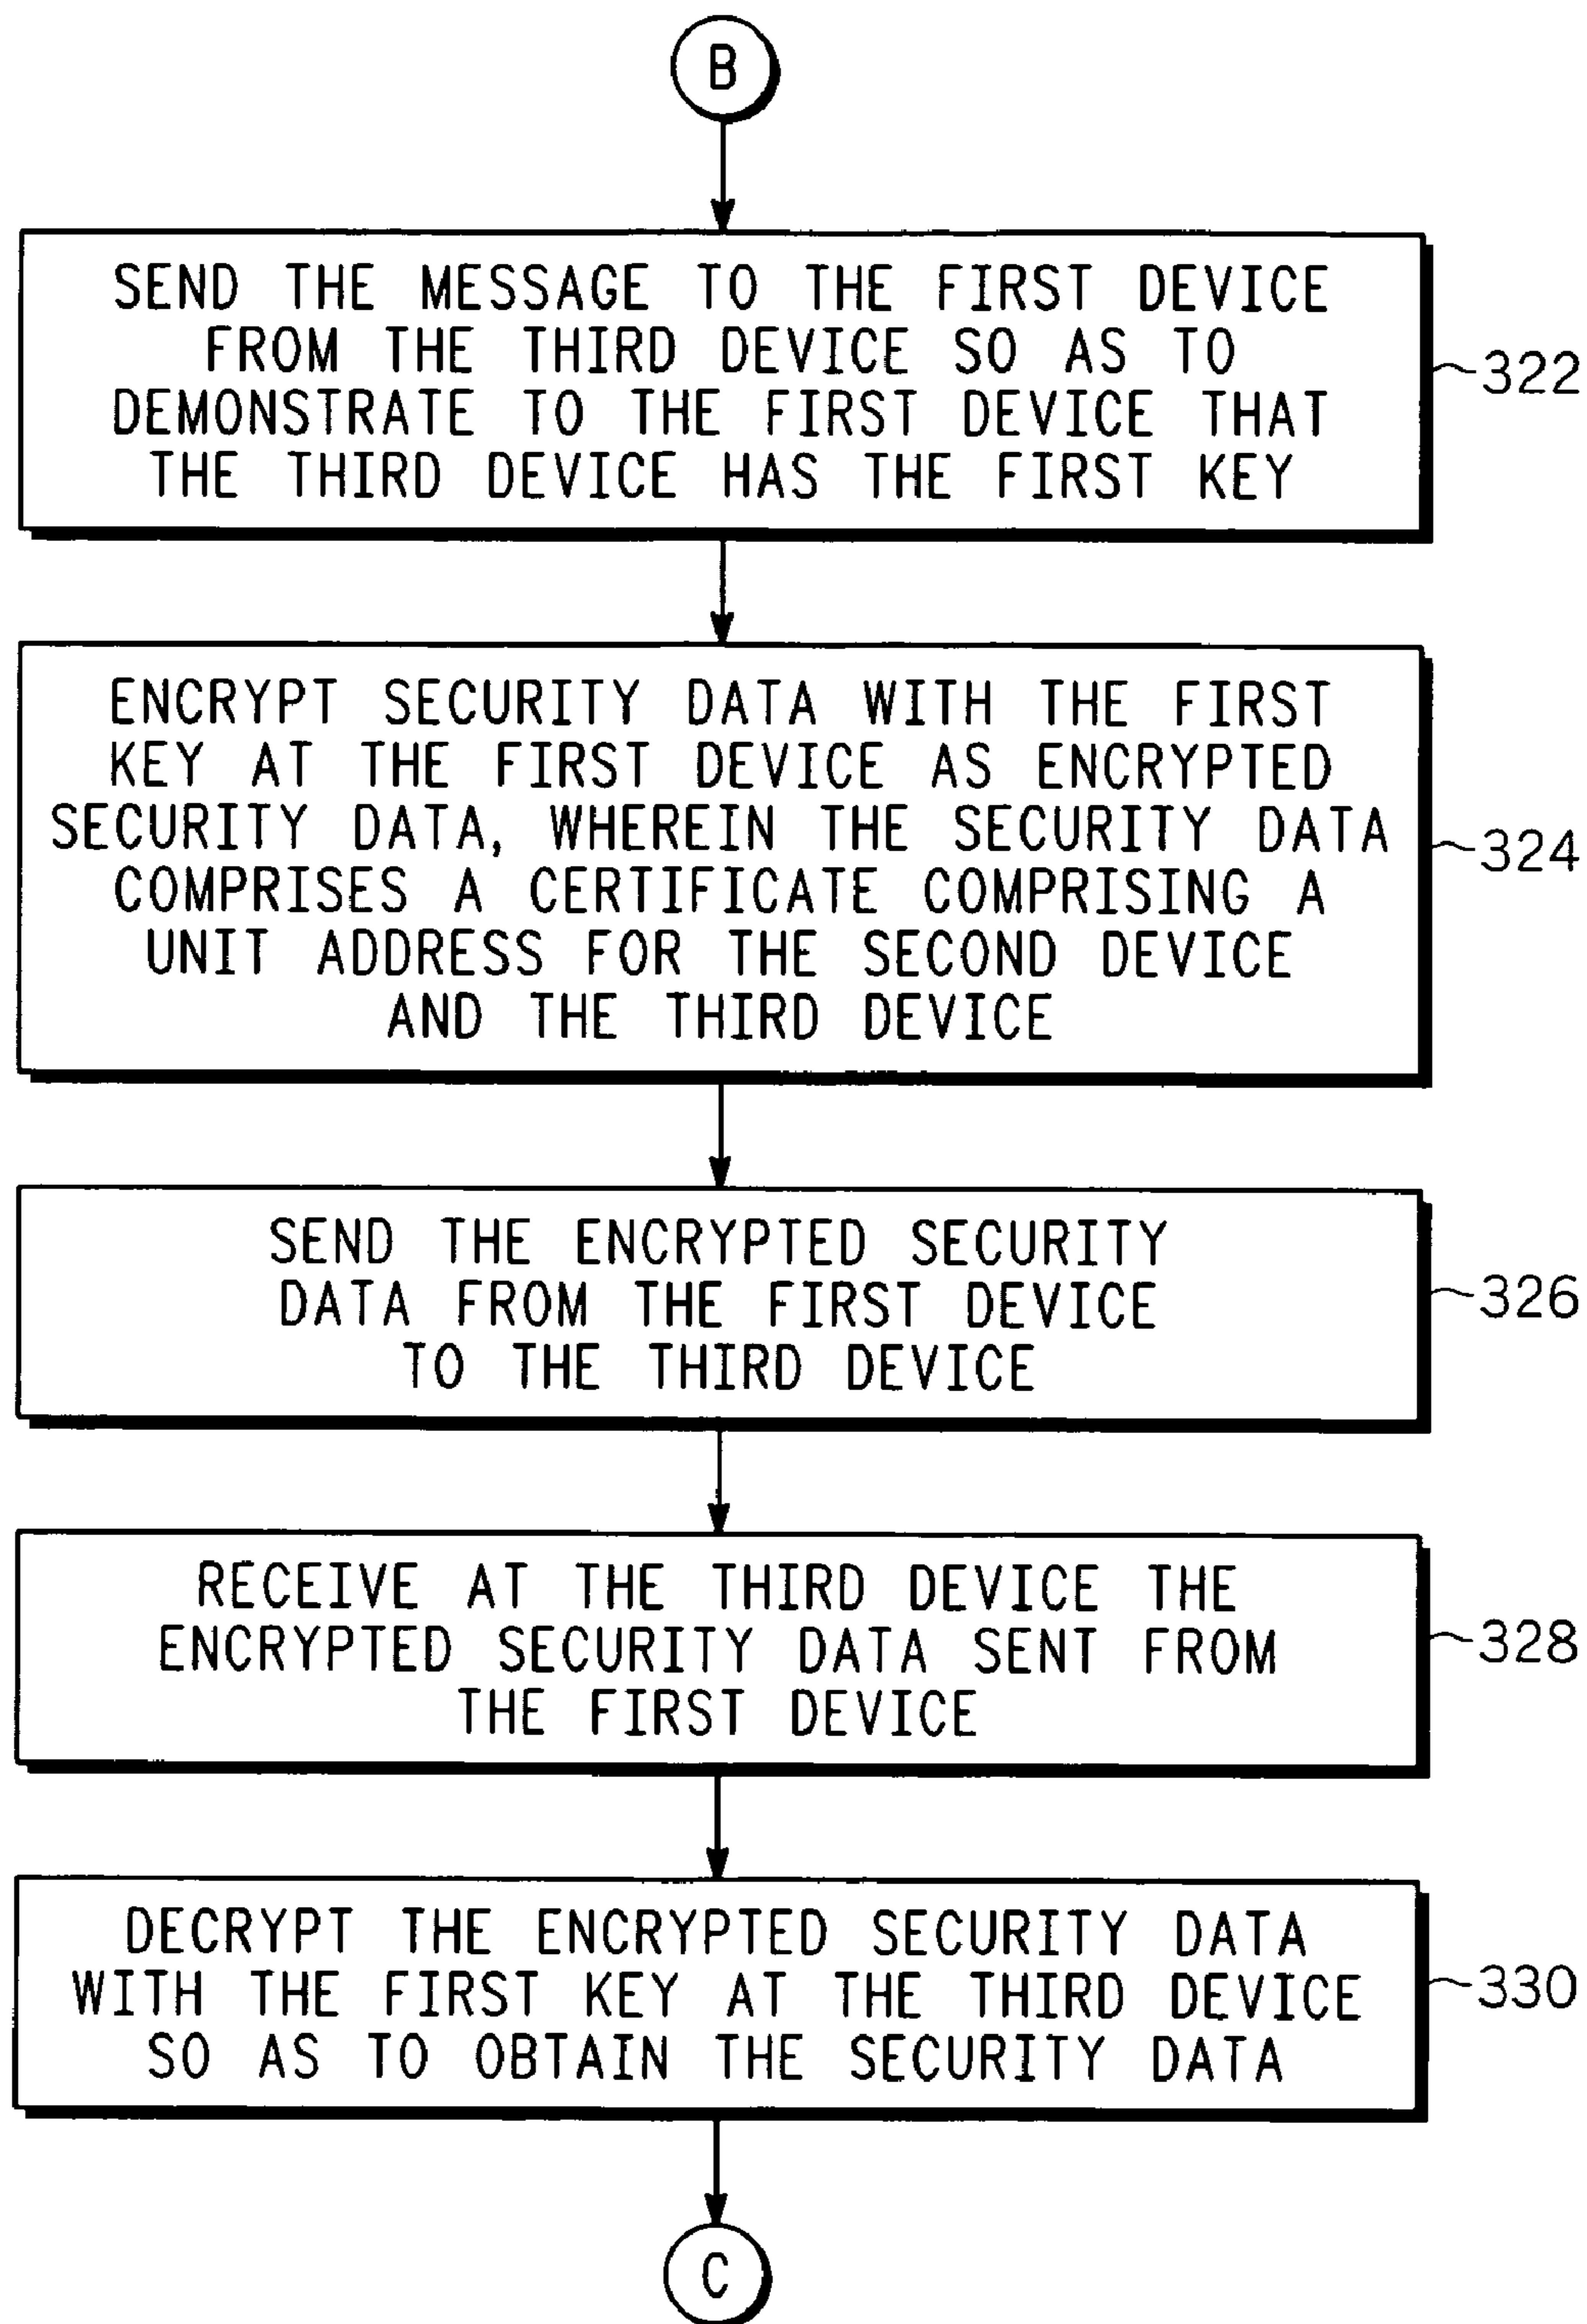 B
SEND THE MESSAGE TO THE FIRST DEVICE
FROM THE THIRD DEVICE SO AS TO
DEMONSTRATE TO THE FIRST DEVICE THAT
THE THIRD DEVICE HAS THE FIRST KEY
322
ENCRYPT SECURITY DATA WITH THE FIRST
KEY AT THE FIRST DEVICE AS ENCRYPTED
SECURITY DATA, WHEREIN THE SECURITY DATA
COMPRISES A CERTIFICATE COMPRISING A
UNIT ADDRESS FOR THE SECOND DEVICE
AND THE THIRD DEVICE
324
SEND THE ENCRYPTED SECURITY
DATA FROM THE FIRST DEVICE
TO THE THIRD DEVICE
326
RECEIVE AT THE THIRD DEVICE THE
ENCRYPTED SECURITY DATA SENT FROM
THE FIRST DEVICE
328
DECRYPT THE ENCRYPTED SECURITY DATA
WITH THE FIRST KEY AT THE THIRD DEVICE
SO AS TO OBTAIN THE SECURITY DATA
330
C